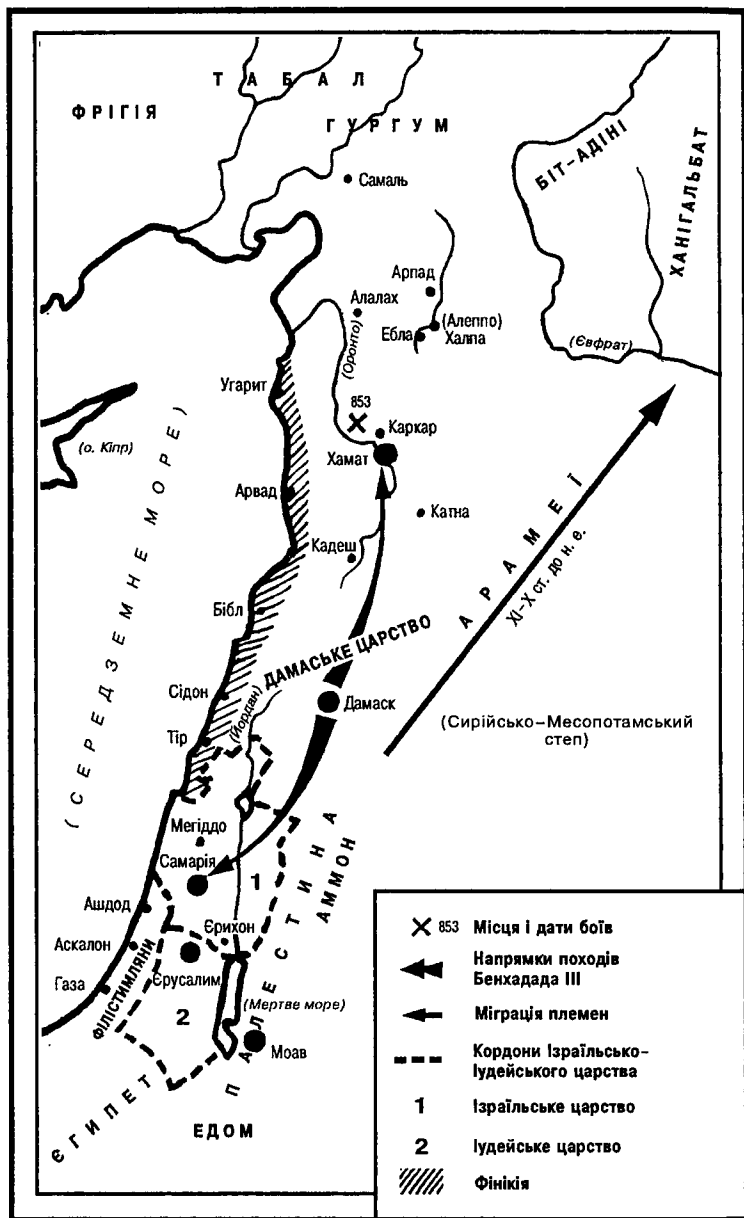 ТАБАЛ
ФРІГІЯ
ГУРГУМ
БІТ-АДІНІ
ХАНІГАЛЬБАТ
Самаль
Арпад
Алалах
(Алеппо)
Ебла
Халпа
(Оронто)
(Євфрат)
Угарит
853
Каркар
(о. Кіпр)
Хамат
Арвад
Катна
Кадеш
(СЕРЕДЗЕМНЕ МОРЕ)
АРАМЕЇ
XI–X ст. до н. е.
Бібл
ДАМАСЬКЕ ЦАРСТВО
Сідон
(Йордан)
Дамаск
Тір
(Сирійсько–Месопотамський
степ)
Мегіддо
Самарія
1
ПАЛЕСТИНА
АММОН
Ашдод
Єрихон
Аскалон
Єрусалим
Газа
ФІЛІСТИМЛЯНИ
2
(Мертве море)
Моав
ЄГИПЕТ
ЕДОМ
853 Місця і дати боїв
Напрямки походів
Бенхадада III
Міграція племен
Кордони Ізраїльсько–
Іудейського царства
1 Ізраїльське царство
2 Іудейське царство
Фінікія